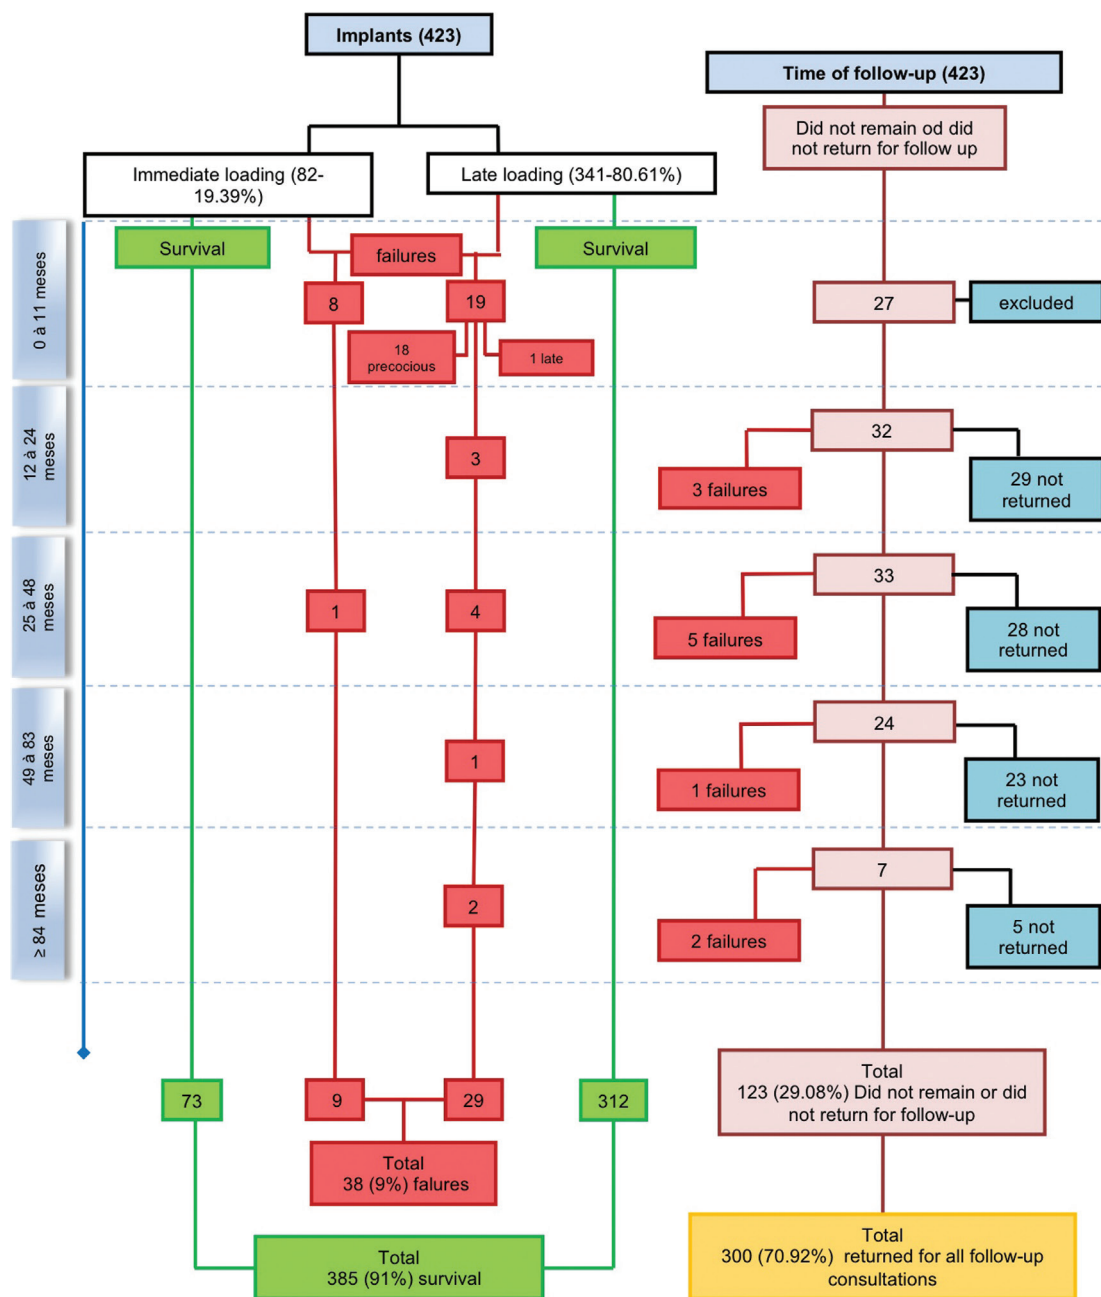 Implants (423)
Time of follow-up (423)
Did not remain od did
not return for follow up
Immediate loading (82-
19.39%)
Late loading (341-80.61%)
0 à 11 meses
Survival
failures
Survival
8
19
18
precocious
1 late
27
excluded
12 à 24
meses
3
32
3 failures
29 not
returned
25 à 48
meses
1
4
33
5 failures
28 not
returned
49 à 83
meses
1
24
1 failures
23 not
returned
≥ 84 meses
2
7
2 failures
5 not
returned
73
9
29
312
Total
38 (9%) falures
Total
385 (91%) survival
Total
123 (29.08%) Did not remain or did
not return for follow-up
Total
300 (70.92%) returned for all follow-up
consultations